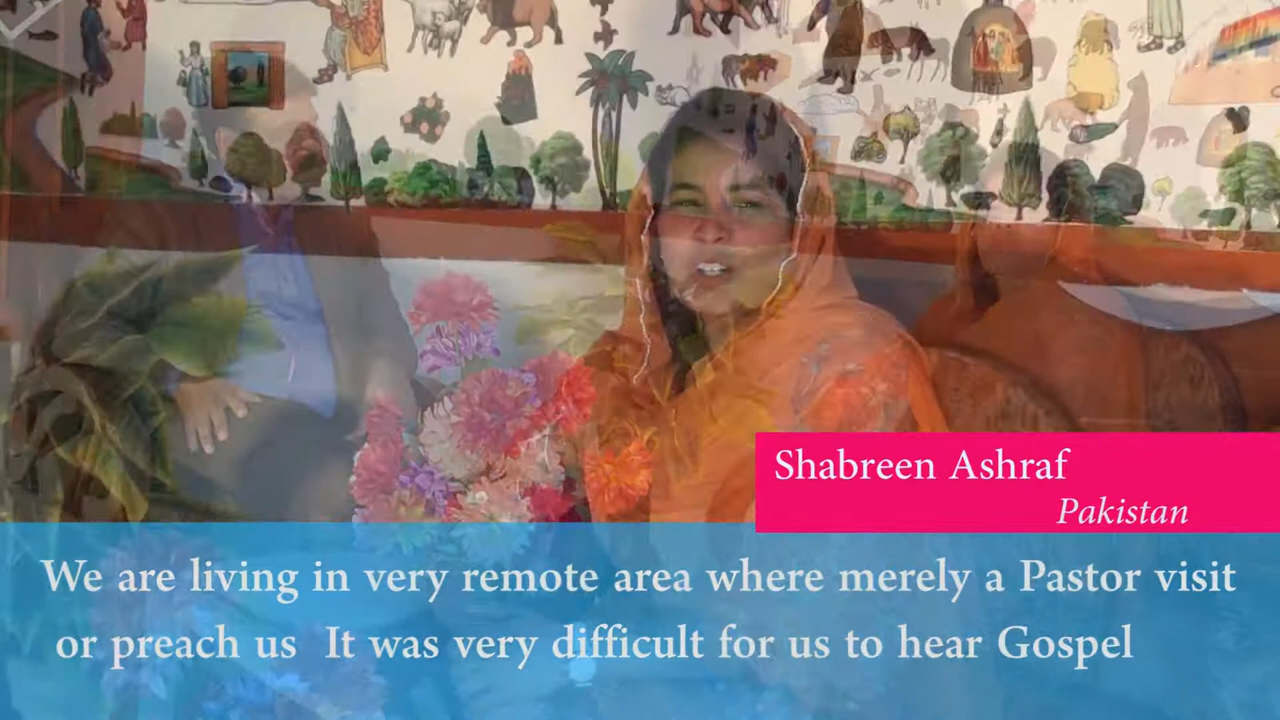 Shabreen Ashraf
Pakistan
We are living in very remote area where merely a Pastor visit
or preach us It was very difficult for us to hear Gospel